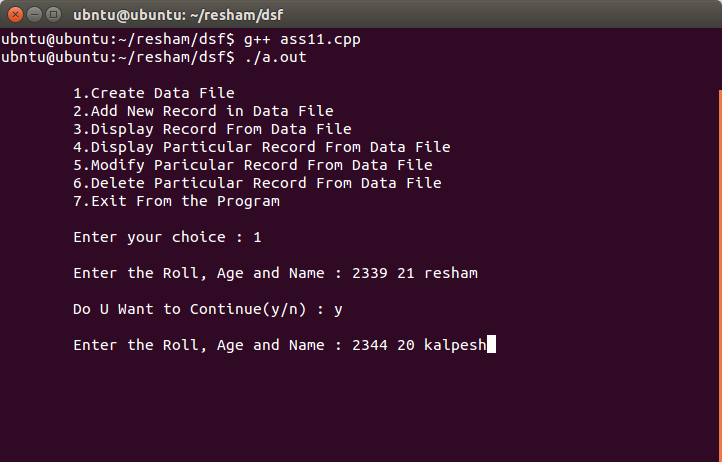 ubntu@ubuntu: ~/resham/dsf
ubntu@ubuntu:~/resham/dsf$ g++ ass11.cpp
ubntu@ubuntu:~/resham/dsf$ ./a.out
1.Create Data File
2.Add New Record in Data File
3.Display Record From Data File
4.Display Particular Record From Data File
5.Modify Paricular Record From Data File
6.Delete Particular Record From Data File
7.Exit From the Program
Enter your choice : 1
Enter the Roll, Age and Name : 2339 21 resham
Do U Want to Continue(y/n) : y
Enter the Roll, Age and Name : 2344 20 kalpesh